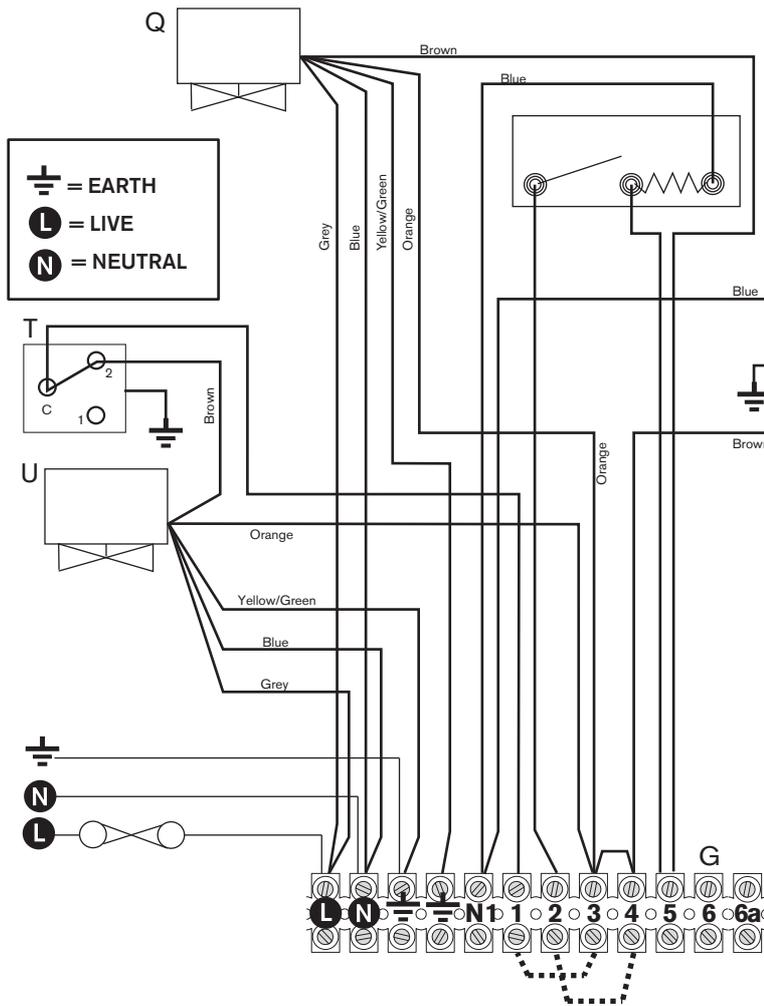 Q
Brown
Blue
= EARTH
L = LIVE
N = NEUTRAL
Grey
Blue
Yellow/Green
Orange
Blue
T
2
C
1
Brown
Brown
Orange
U
Orange
Yellow/Green
Blue
Grey
N
L
G
L N N1 1 2 3 4 5 6 6a